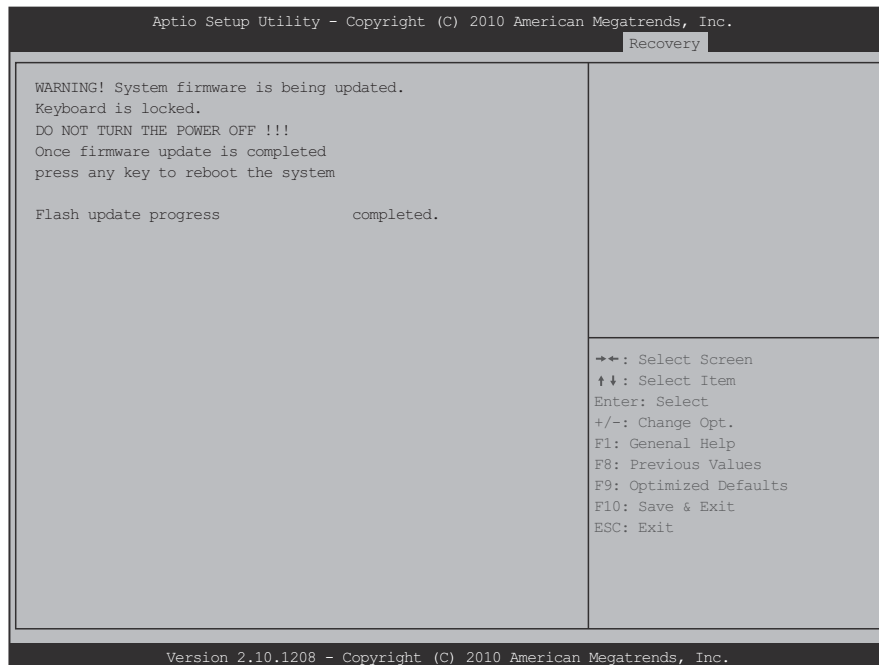 Aptio Setup Utility - Copyright (C) 2010 American Megatrends, Inc.
Recovery
WARNING! System firmware is being updated.
Keyboard is locked.
DO NOT TURN THE POWER OFF !!!
Once firmware update is completed
press any key to reboot the system
Flash update progress completed.
→←: Select Screen
↑↓: Select Item
Enter: Select
+/-: Change Opt.
F1: Genenal Help
F8: Previous Values
F9: Optimized Defaults
F10: Save & Exit
ESC: Exit
Version 2.10.1208 - Copyright (C) 2010 American Megatrends, Inc.